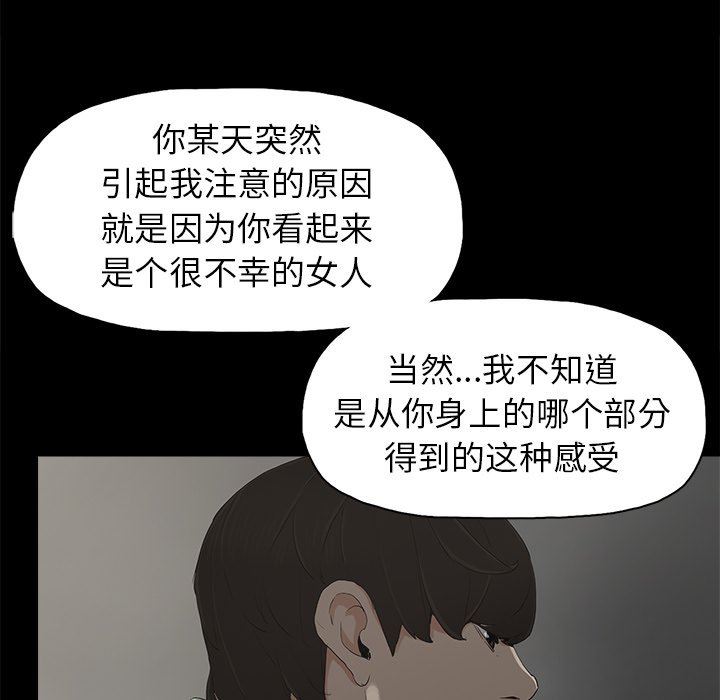 你某天突然
引起我注意的原因
就是因为你看起来
是个很不幸的女人
当然...我不知道
是从你身上的哪个部分
得到的这种感受